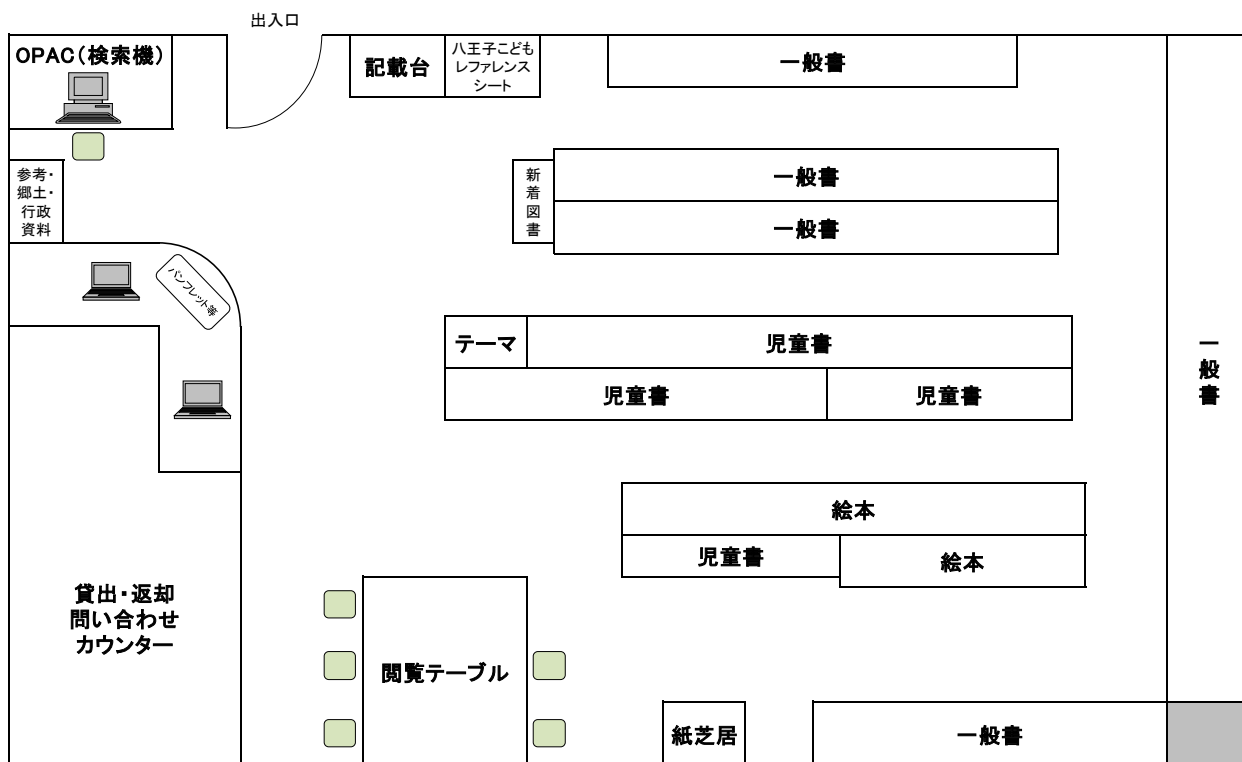 出入口
OPAC(検索機)
記載台
八王子こども
レファレンス
シート
一般書
参考・
郷土・
行政
資料
新着図書
一般書
一般書
パンフレット等
テーマ
児童書
児童書
児童書
一般書
絵本
児童書
絵本
貸出・返却
問い合わせ
カウンター
閲覧テーブル
紙芝居
一般書